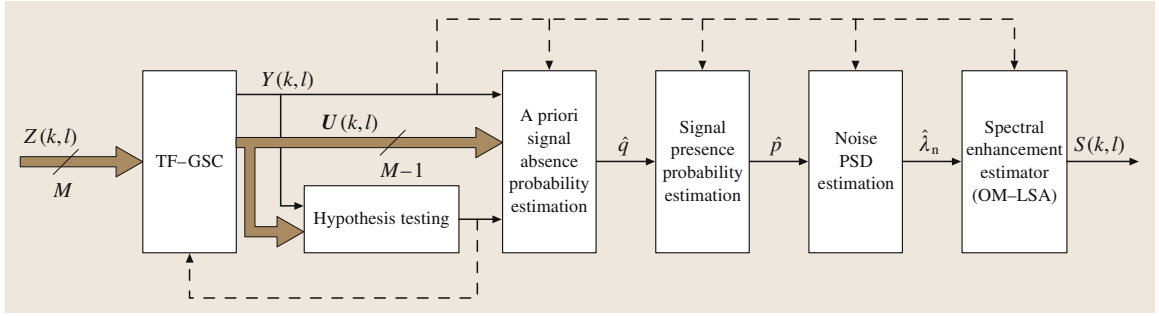 Z(k,l)
M
TF–GSC
Y(k,l)
U(k,l)
M−1
Hypothesis testing
A priori
signal
absence
probability
estimation
q̂
Signal
presence
probability
estimation
p̂
Noise
PSD
estimation
λ̂n
Spectral
enhancement
estimator
(OM–LSA)
S(k,l)